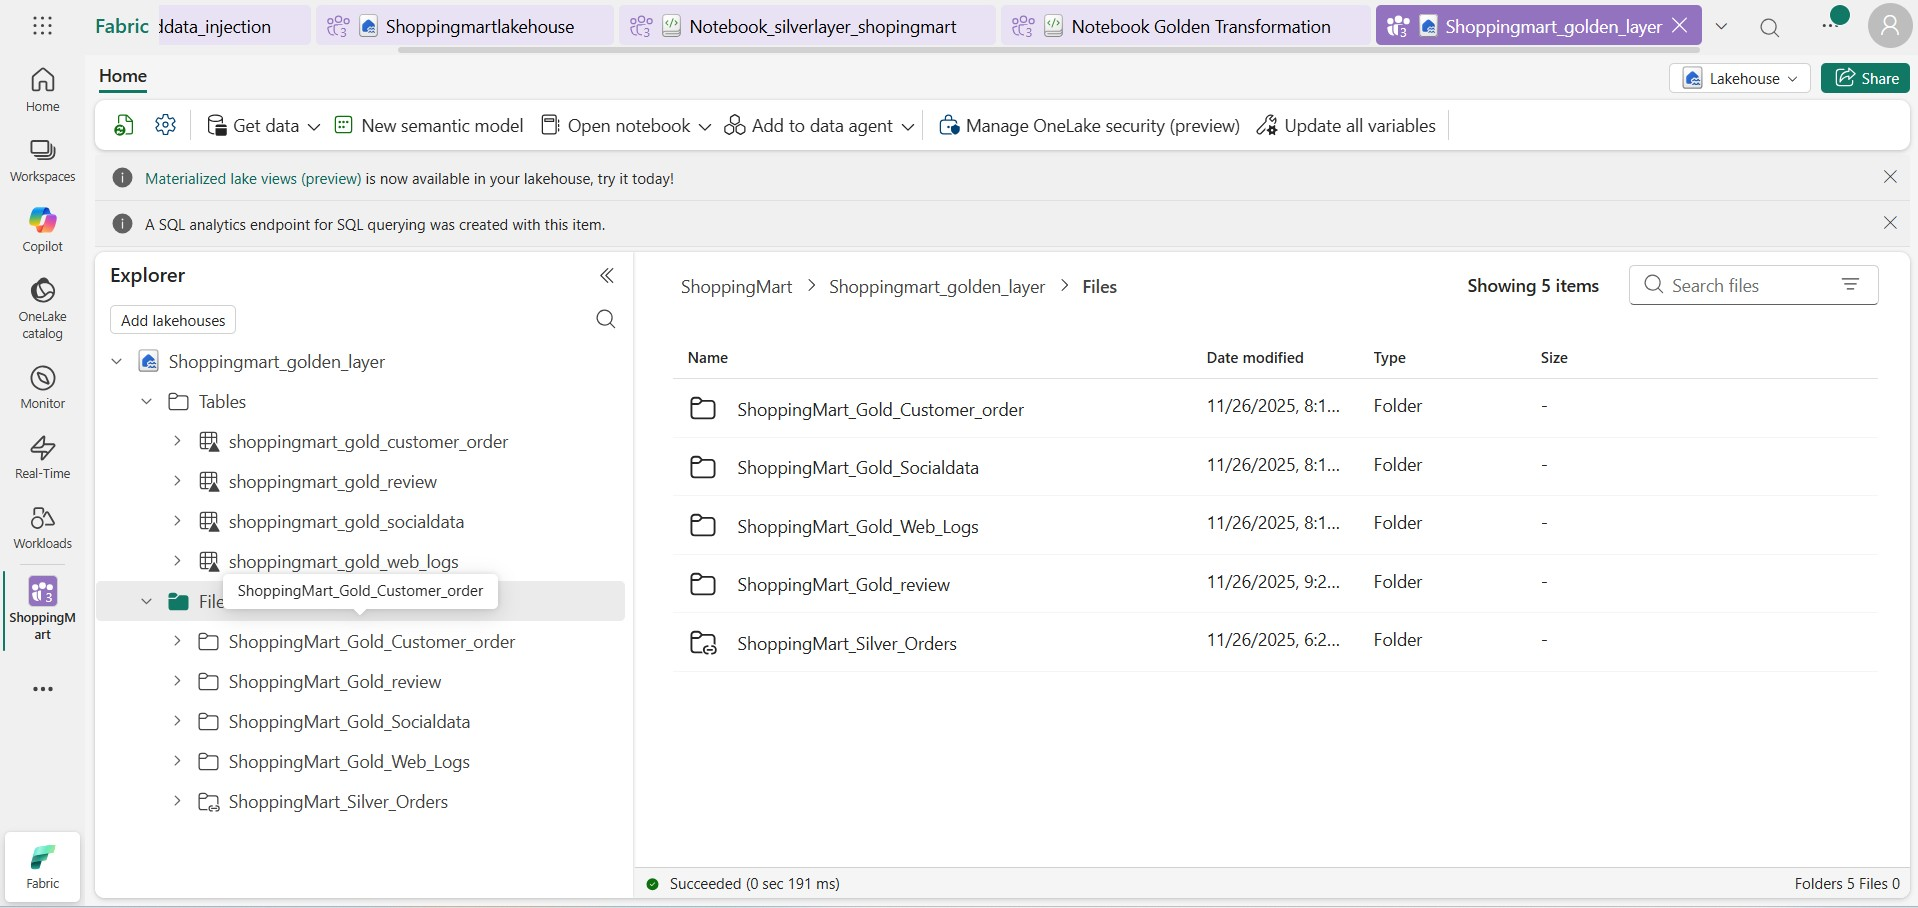 Fabric
ddata_injection
Shoppingmartlakehouse
Notebook_silverlayer_shopingmart
Notebook Golden Transformation
Shoppingmart_golden_layer
Home
Lakehouse
Share
Get data
New semantic model
Open notebook
Add to data agent
Manage OneLake security (preview)
Update all variables
Materialized lake views (preview) is now available in your lakehouse, try it today!
A SQL analytics endpoint for SQL querying was created with this item.
Home
Workspaces
Copilot
OneLake
catalog
Monitor
Real-Time
Workloads
3
ShoppingM
art
Fabric
Explorer
Add lakehouses
Shoppingmart_golden_layer
Tables
shoppingmart_gold_customer_order
shoppingmart_gold_review
shoppingmart_gold_socialdata
shoppingmart_gold_web_logs
ShoppingMart_Gold_Customer_order
File
ShoppingMart_Gold_Customer_order
ShoppingMart_Gold_review
ShoppingMart_Gold_Socialdata
ShoppingMart_Gold_Web_Logs
ShoppingMart_Silver_Orders
ShoppingMart > Shoppingmart_golden_layer > Files
Showing 5 items
Search files
Name Date modified Type Size
ShoppingMart_Gold_Customer_order 11/26/2025, 8:1... Folder -
ShoppingMart_Gold_Socialdata 11/26/2025, 8:1... Folder -
ShoppingMart_Gold_Web_Logs 11/26/2025, 8:1... Folder -
ShoppingMart_Gold_review 11/26/2025, 9:2... Folder -
ShoppingMart_Silver_Orders 11/26/2025, 6:2... Folder -
Succeeded (0 sec 191 ms)
Folders 5 Files 0